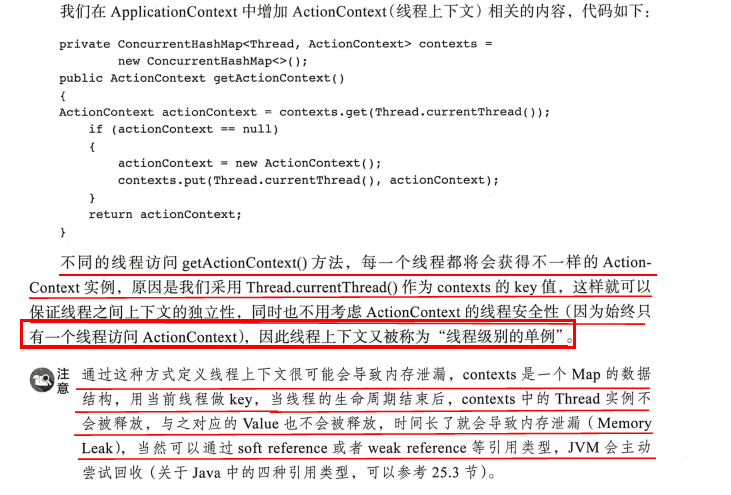 我们在 ApplicationContext 中增加 ActionContext(线程上下文) 相关的内容，代码如下：
private ConcurrentHashMap<Thread, ActionContext> contexts =
new ConcurrentHashMap<>();
public ActionContext getActionContext()
{
ActionContext actionContext = contexts.get(Thread.currentThread());
if (actionContext == null)
{
actionContext = new ActionContext();
contexts.put(Thread.currentThread(), actionContext);
}
return actionContext;
}
不同的线程访问 getActionContext() 方法，每一个线程都将会获得不一样的 Action-
Context 实例，原因是我们采用 Thread.currentThread() 作为 contexts 的 key 值，这样就可以
保证线程之间上下文的独立性，同时也不用考虑 ActionContext 的线程安全性（因为始终只
有一个线程访问 ActionContext），因此线程上下文又被称为“线程级别的单例”。
注意
通过这种方式定义线程上下文很可能会导致内存泄漏，contexts 是一个 Map 的数据
结构，用当前线程做 key，当线程的生命周期结束后，contexts 中的 Thread 实例不
会被释放，与之对应的 Value 也不会被释放，时间长了就会导致内存泄漏（Memory
Leak），当然可以通过 soft reference 或者 weak reference 等引用类型，JVM 会主动
尝试回收（关于 Java 中的四种引用类型，可以参考 25.3 节）。